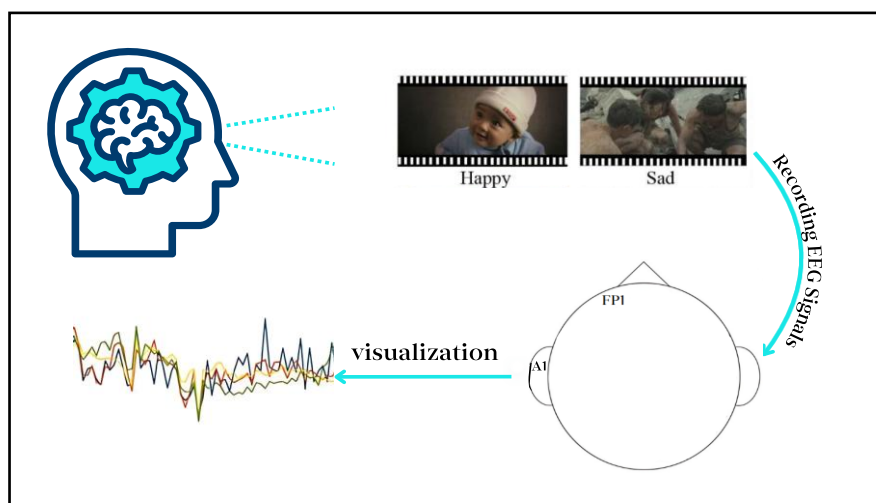 Happy
Sad
Recording EEG Signals
FP1
A1
visualization